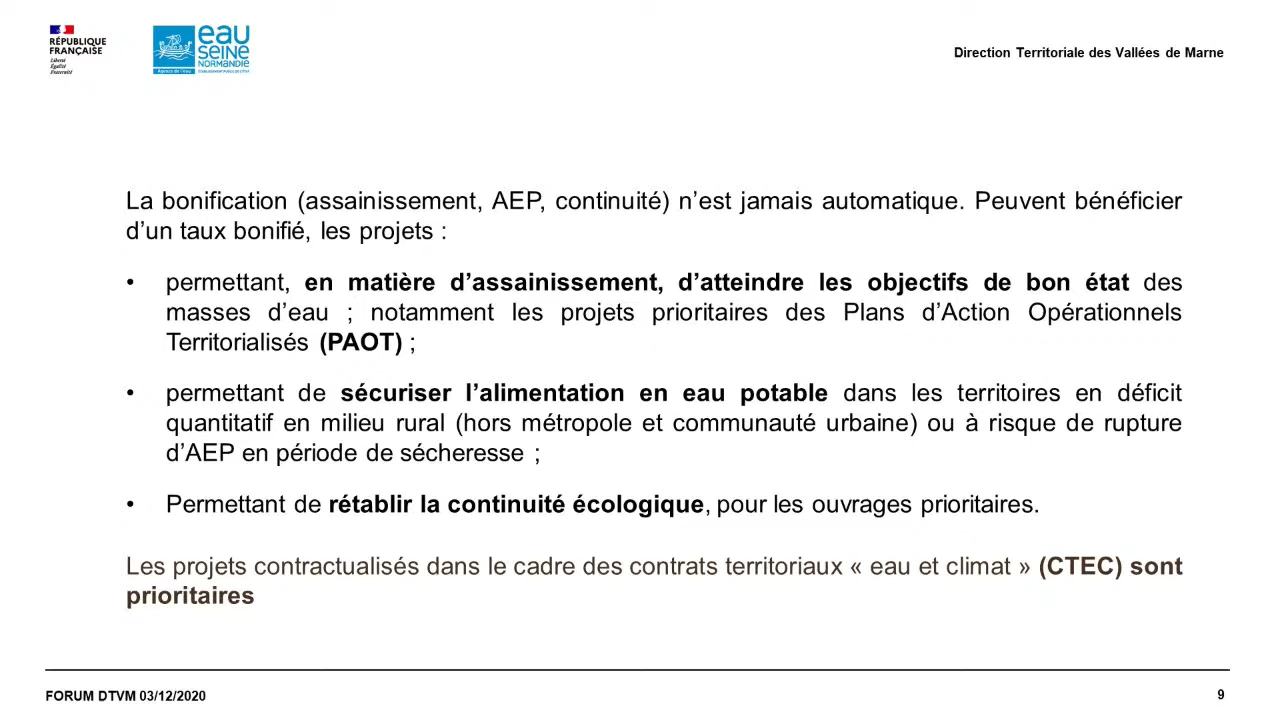 RÉPUBLIQUE
FRANÇAISE
Liberté
Égalité
Fraternité
eau
SEINE
NORMANDIE
Agence de l'eau
Direction Territoriale des Vallées de Marne
La bonification (assainissement, AEP, continuité) n’est jamais automatique. Peuvent bénéficier
d’un taux bonifié, les projets :
• permettant, en matière d’assainissement, d’atteindre les objectifs de bon état des
masses d’eau ; notamment les projets prioritaires des Plans d’Action Opérationnels
Territorialisés (PAOT) ;
• permettant de sécuriser l’alimentation en eau potable dans les territoires en déficit
quantitatif en milieu rural (hors métropole et communauté urbaine) ou à risque de rupture
d’AEP en période de sécheresse ;
• Permettant de rétablir la continuité écologique, pour les ouvrages prioritaires.
Les projets contractualisés dans le cadre des contrats territoriaux « eau et climat » (CTEC) sont
prioritaires
FORUM DTVM 03/12/2020
9